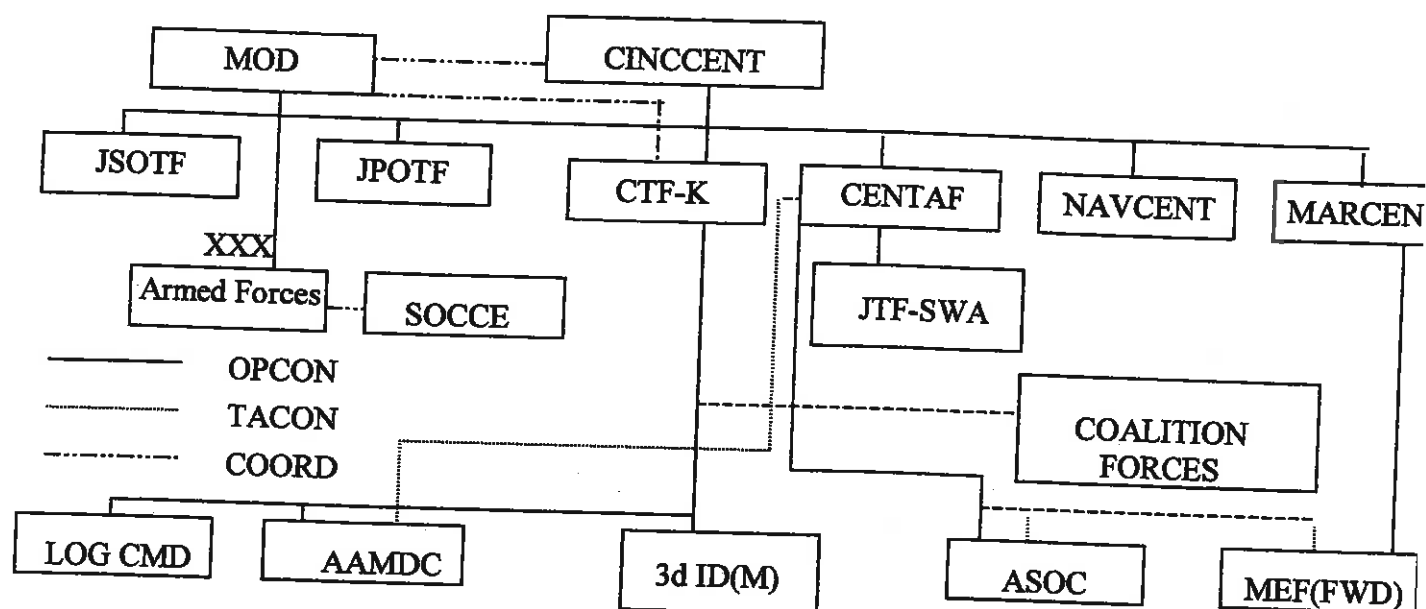 MOD
CINCCENT
JSOTF
JPOTF
CTF-K
CENTAF
NAVCENT
MARCEN
XXX
Armed Forces
SOCCE
JTF-SWA
OPCON
TACON
COORD
COALITION
FORCES
LOG CMD
AAMDC
3d ID(M)
ASOC
MEF(FWD)